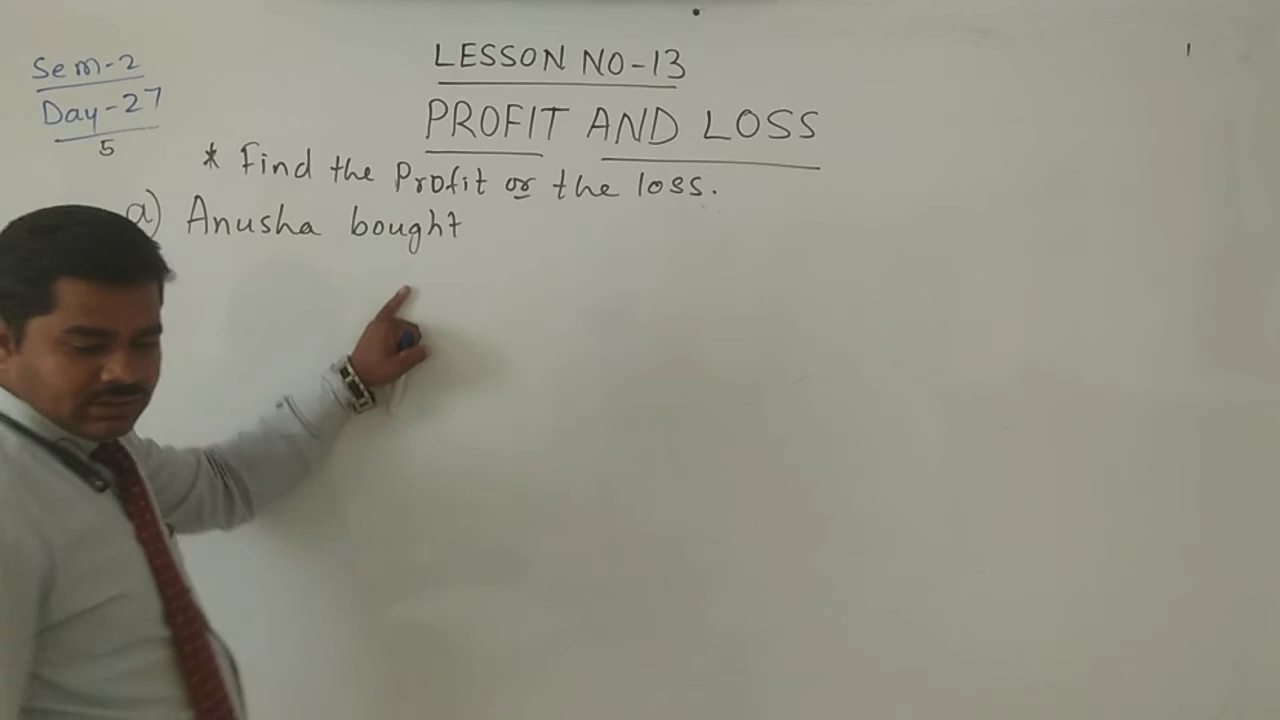 Sem-2
Day-27
5
LESSON NO-13
PROFIT AND LOSS
* Find the Profit or the loss.
a) Anusha bought